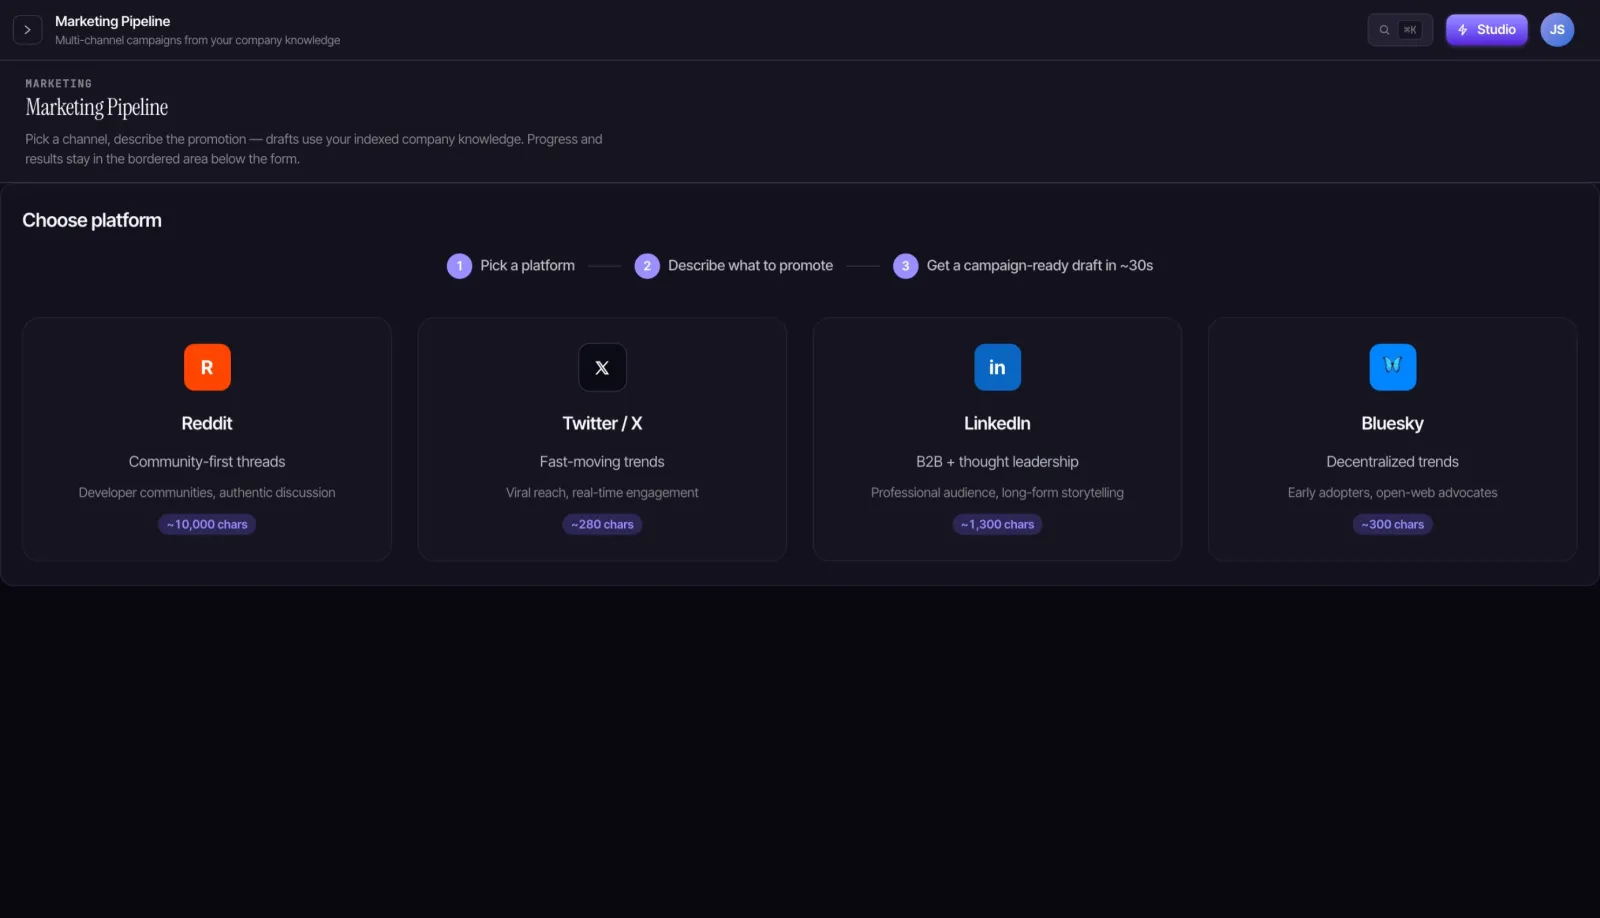 Marketing Pipeline
Multi-channel campaigns from your company knowledge
⌘K
Studio
JS
MARKETING
Marketing Pipeline
Pick a channel, describe the promotion — drafts use your indexed company knowledge. Progress and
results stay in the bordered area below the form.
Choose platform
1 Pick a platform
2 Describe what to promote
3 Get a campaign-ready draft in ~30s
R
Reddit
Community-first threads
Developer communities, authentic discussion
~10,000 chars
X
Twitter / X
Fast-moving trends
Viral reach, real-time engagement
~280 chars
in
LinkedIn
B2B + thought leadership
Professional audience, long-form storytelling
~1,300 chars
Bluesky
Decentralized trends
Early adopters, open-web advocates
~300 chars